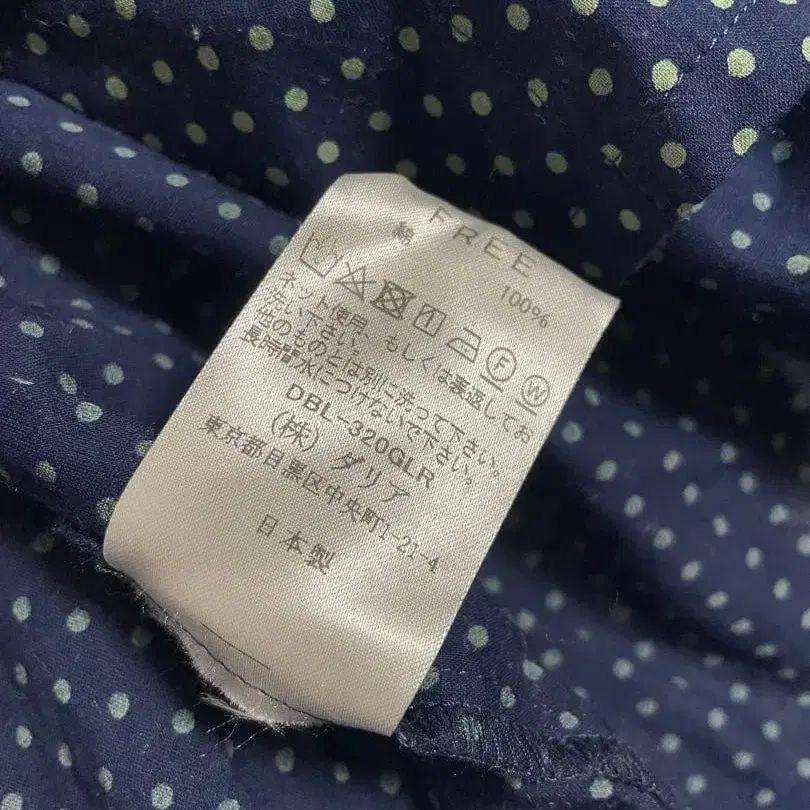 FREE
綿 100%
F W
ネット使用、もしくは裏返してお
洗い下さい。
他のものとは別に洗って下さい。
長時間水につけないで下さい。
DBL-320GLR
(株) ダリア
東京都目黒区中央町1-21-4
日本製